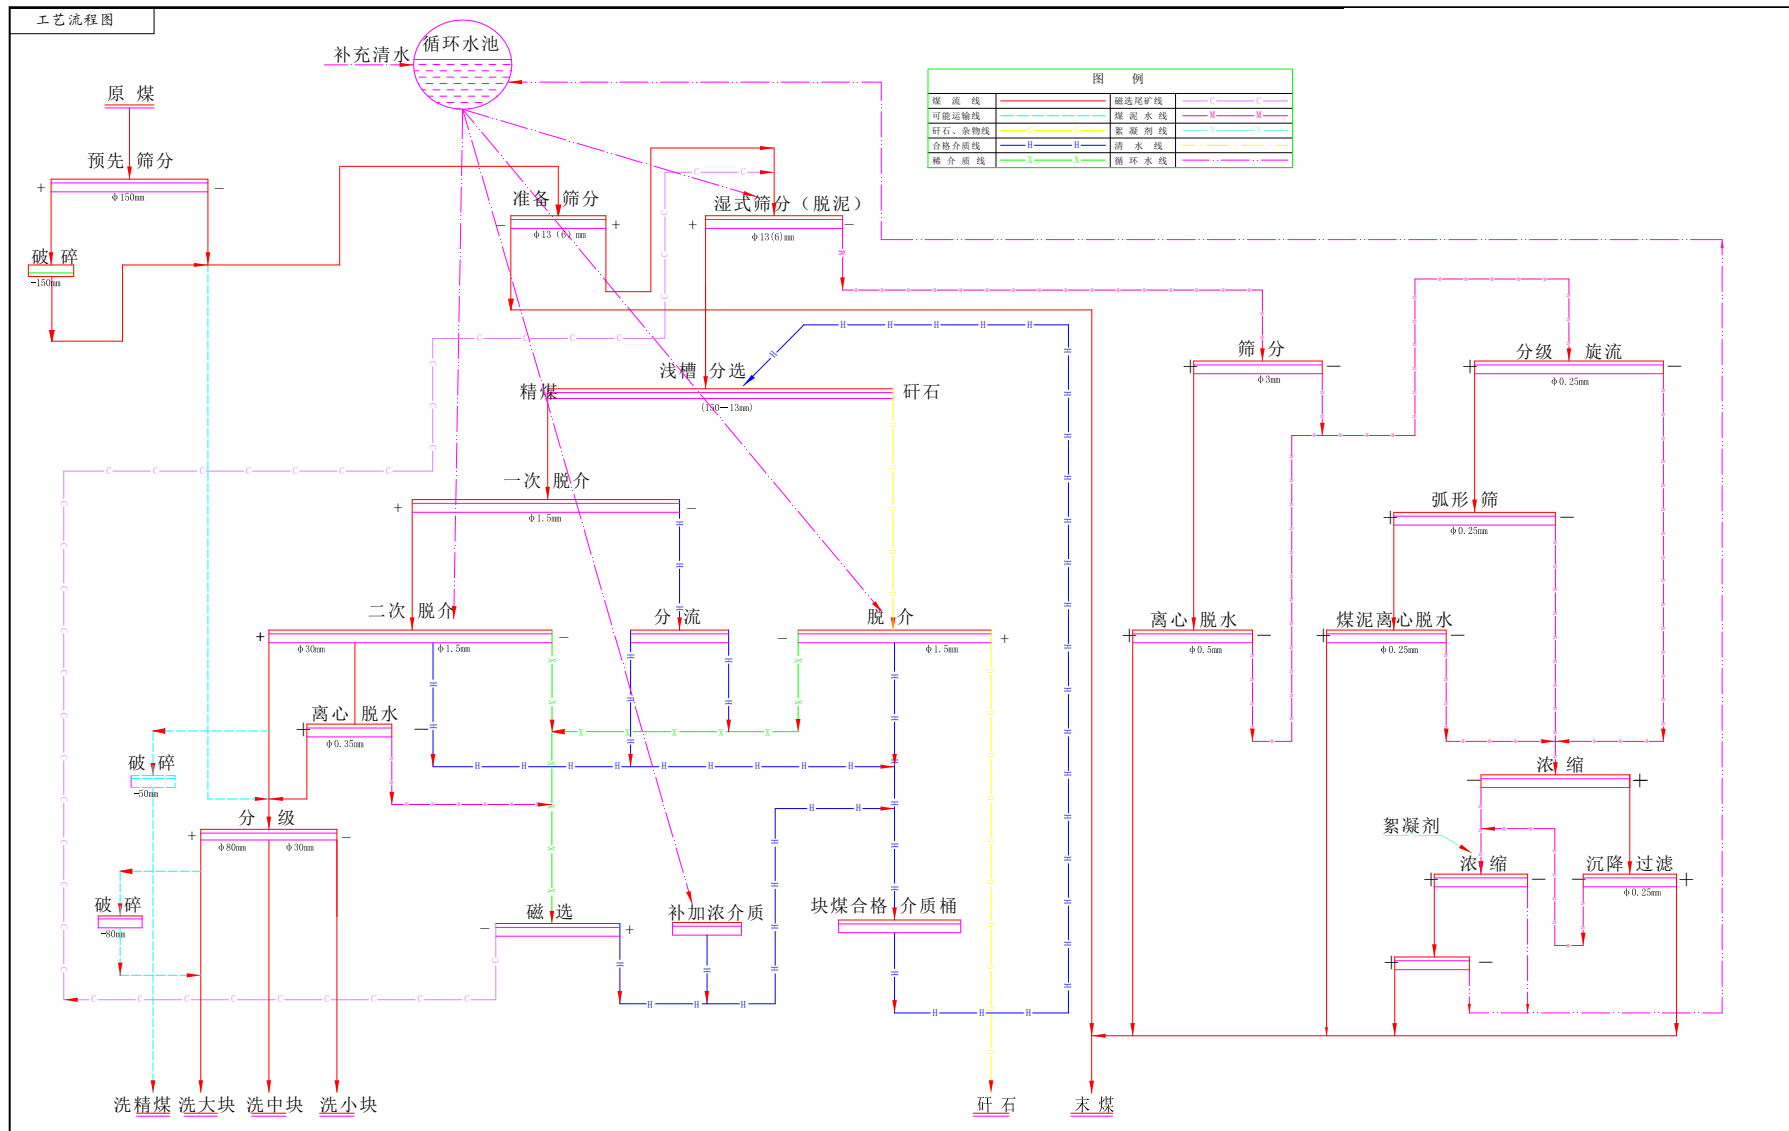 工艺流程图
循环水池
补充清水
原 煤
图 例
煤 流 线
磁选尾矿线
可能运输线
煤 泥 水 线
矸石、杂物线
絮 凝 剂 线
合格介质线
清 水 线
稀 介 质 线
循 环 水 线
预先 筛分
+ −
φ150mm
准备 筛分
− +
φ13 (6) mm
湿式筛分（脱泥）
+ −
φ13(6)mm
破 碎
-150mm
筛 分
+ −
φ3mm
分级 旋流
+ −
φ0.25mm
浅槽 分选
精煤
矸石
(150-13mm)
一次 脱介
+ −
φ1.5mm
弧形 筛
+ −
φ0.25mm
二次 脱介
+ −
φ30mm
φ1.5mm
分 流
脱 介
− +
φ1.5mm
离心 脱水
+ −
φ0.5mm
煤泥离心脱水
+ −
φ0.25mm
离心 脱水
+ −
φ0.35mm
破 碎
-50mm
浓 缩
− +
分 级
+ −
φ80mm
φ30mm
絮凝剂
浓 缩
+ −
沉降 过滤
− +
φ0.25mm
破 碎
-80mm
磁 选
− +
补加浓介质
块煤合格 介质桶
+ −
洗精煤
洗大块
洗中块
洗小块
矸 石
末 煤